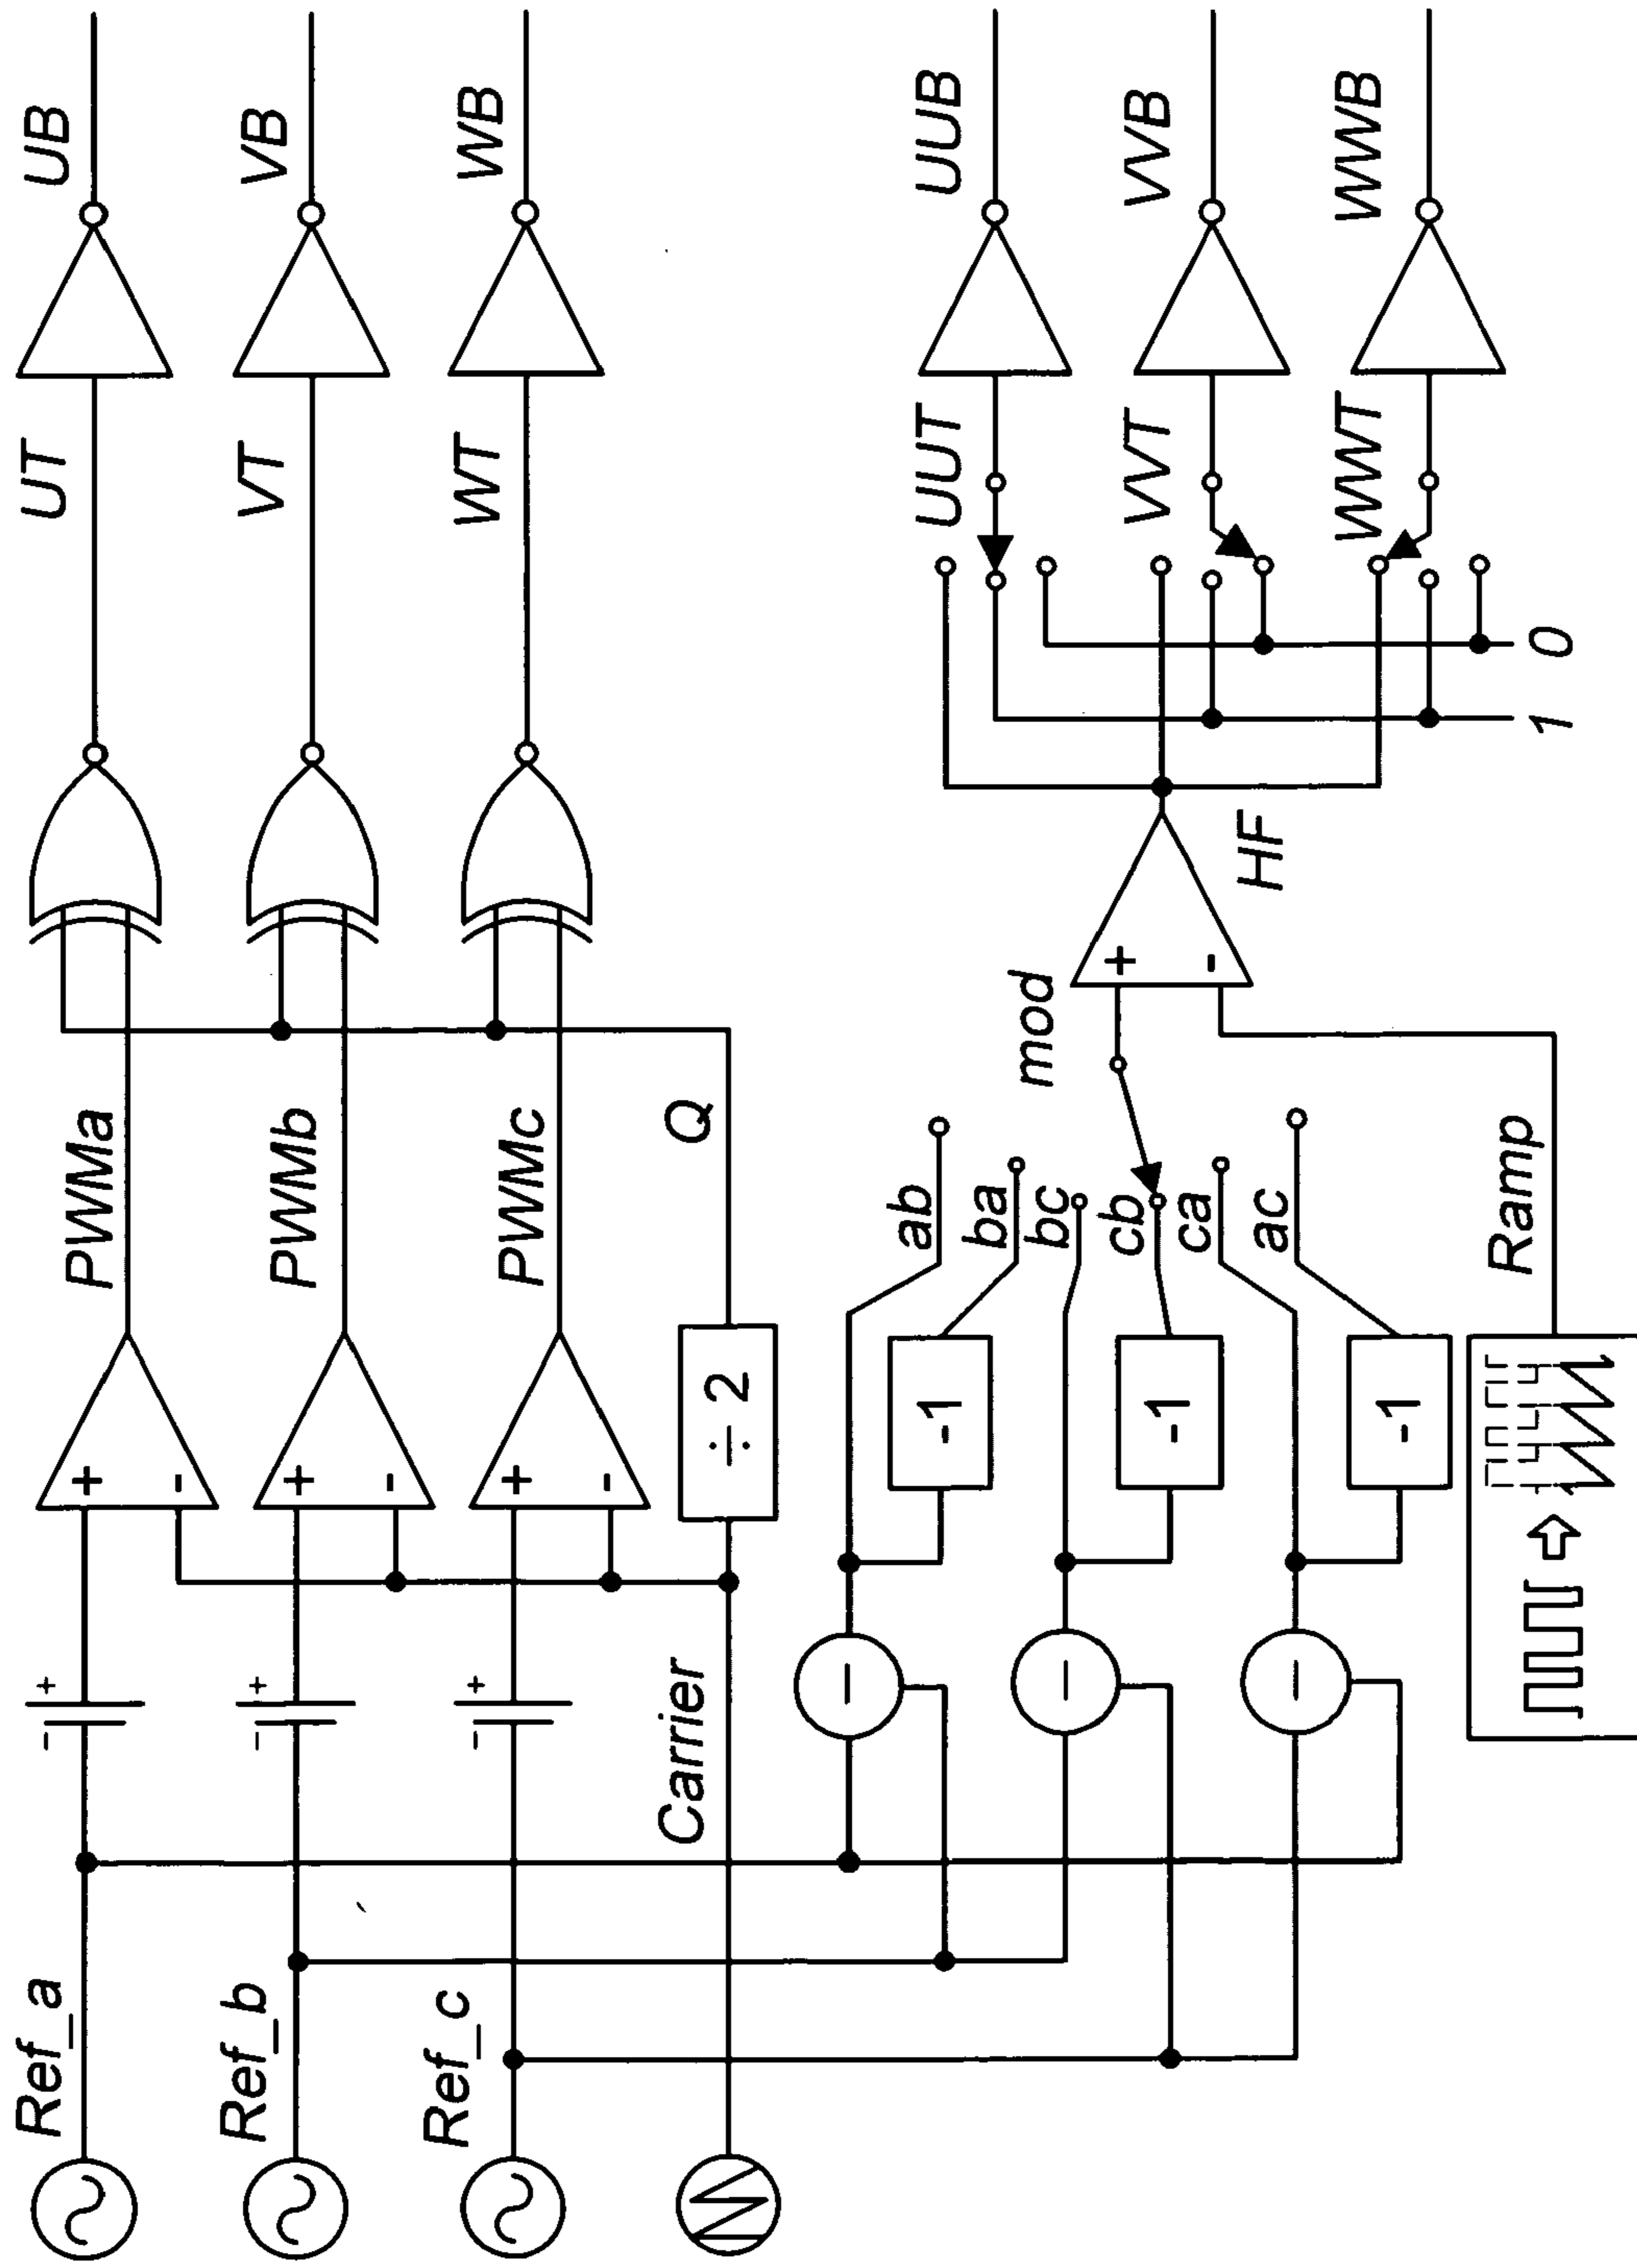 Ref_a
- +
+
-
PWMa
UT
UB
Ref_b
- +
+
-
PWMb
VT
VB
Ref_c
- +
+
-
PWMc
WT
WB
Carrier
÷ 2
Q
−
-1
ab
ba
UUT
UUB
−
-1
bc
cb
mod
+
-
HF
VVT
VVB
−
-1
ca
ac
WWT
WWB
Ramp
1 0